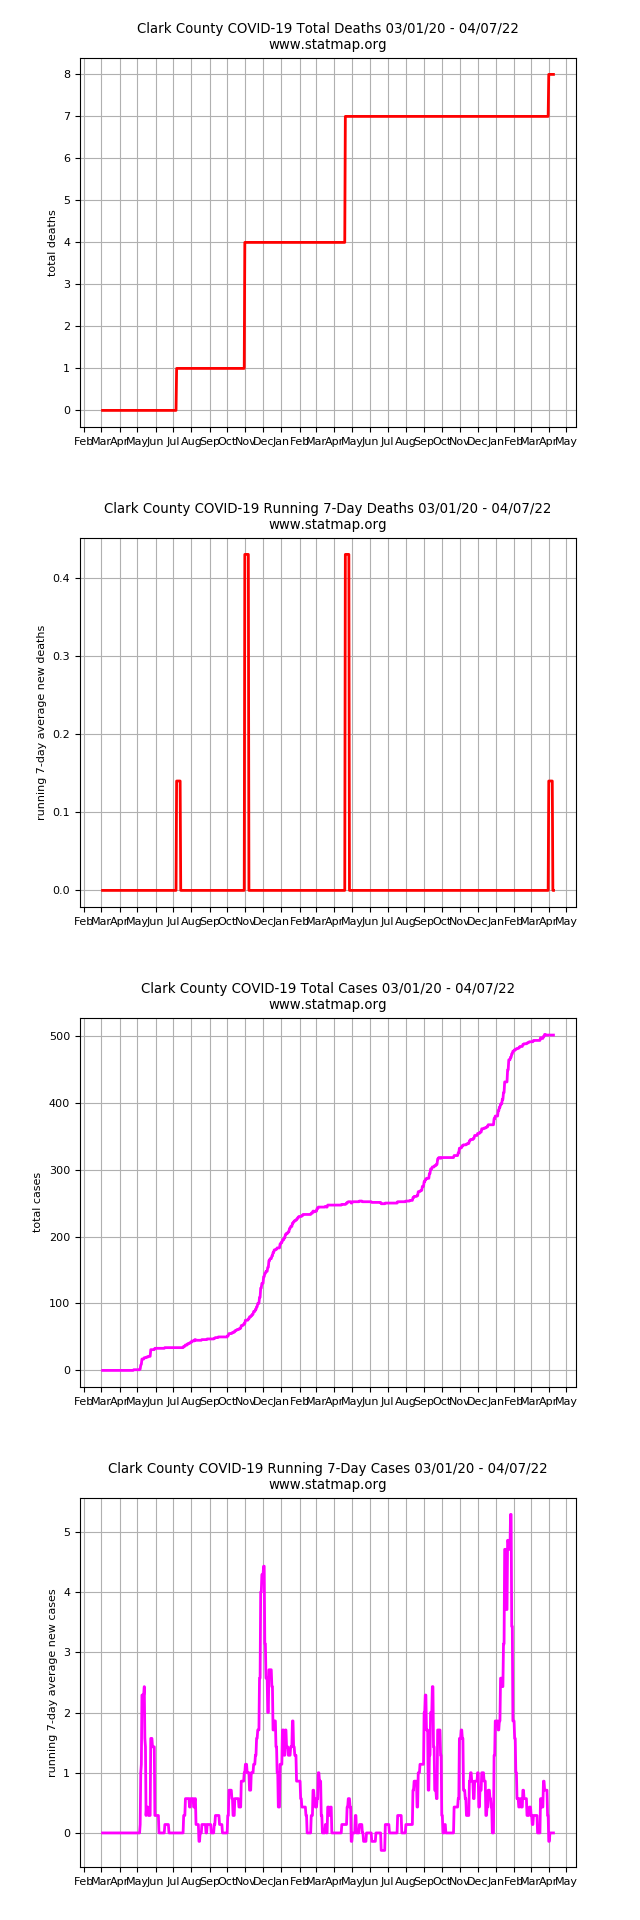 Clark County COVID-19 Total Deaths 03/01/20 - 04/07/22
www.statmap.org
8
7
6
5
4
3
2
1
0
total deaths
Feb Mar Apr May Jun Jul Aug Sep Oct Nov Dec Jan Feb Mar Apr May Jun Jul Aug Sep Oct Nov Dec Jan Feb Mar Apr May
Clark County COVID-19 Running 7-Day Deaths 03/01/20 - 04/07/22
www.statmap.org
0.4
0.3
0.2
0.1
0.0
running 7-day average new deaths
Feb Mar Apr May Jun Jul Aug Sep Oct Nov Dec Jan Feb Mar Apr May Jun Jul Aug Sep Oct Nov Dec Jan Feb Mar Apr May
Clark County COVID-19 Total Cases 03/01/20 - 04/07/22
www.statmap.org
500
400
300
200
100
0
total cases
Feb Mar Apr May Jun Jul Aug Sep Oct Nov Dec Jan Feb Mar Apr May Jun Jul Aug Sep Oct Nov Dec Jan Feb Mar Apr May
Clark County COVID-19 Running 7-Day Cases 03/01/20 - 04/07/22
www.statmap.org
5
4
3
2
1
0
running 7-day average new cases
Feb Mar Apr May Jun Jul Aug Sep Oct Nov Dec Jan Feb Mar Apr May Jun Jul Aug Sep Oct Nov Dec Jan Feb Mar Apr May